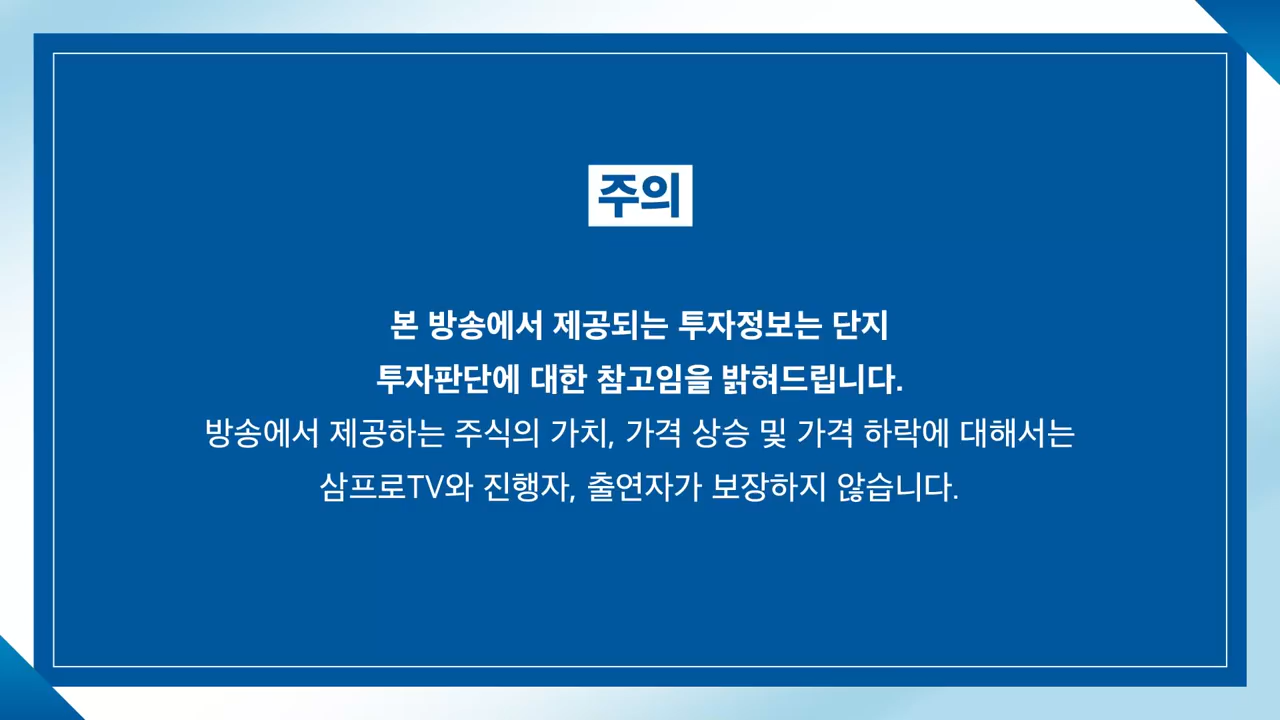 주의
본 방송에서 제공되는 투자정보는 단지
투자판단에 대한 참고임을 밝혀드립니다.
방송에서 제공하는 주식의 가치, 가격 상승 및 가격 하락에 대해서는
삼프로TV와 진행자, 출연자가 보장하지 않습니다.